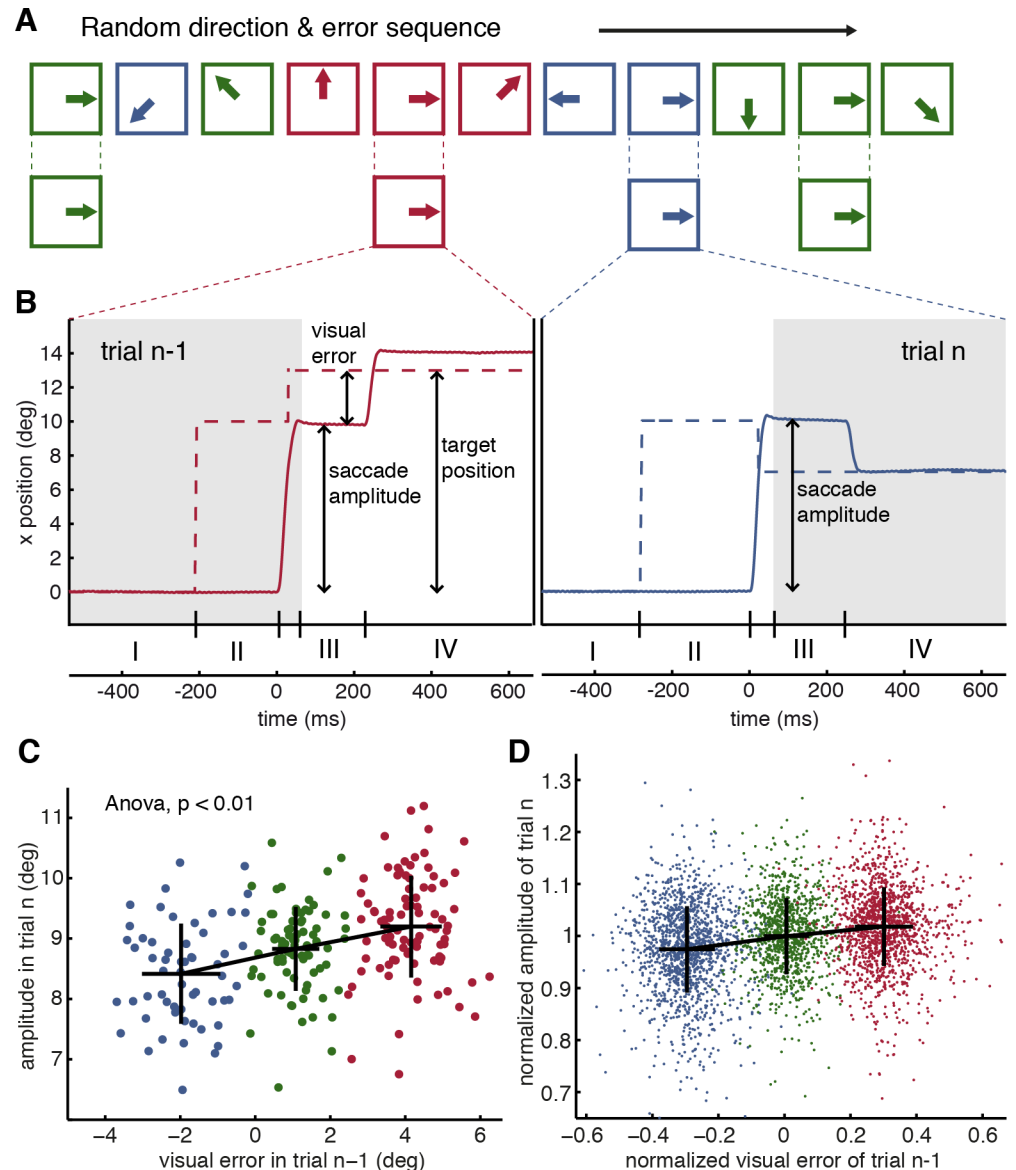 A
Random direction & error sequence
B
trial n-1
visual
error
saccade
amplitude
target
position
x position (deg)
14
12
10
8
6
4
2
0
I
II
III
IV
-400
-200
0
200
400
600
time (ms)
trial n
saccade
amplitude
I
II
III
IV
-400
-200
0
200
400
600
time (ms)
C
Anova, p < 0.01
amplitude in trial n (deg)
11
10
9
8
7
−4
−2
0
2
4
6
visual error in trial n−1 (deg)
D
normalized amplitude of trial n
1.3
1.2
1.1
1
0.9
0.8
0.7
−0.6
−0.4
−0.2
0
0.2
0.4
0.6
normalized visual error of trial n-1